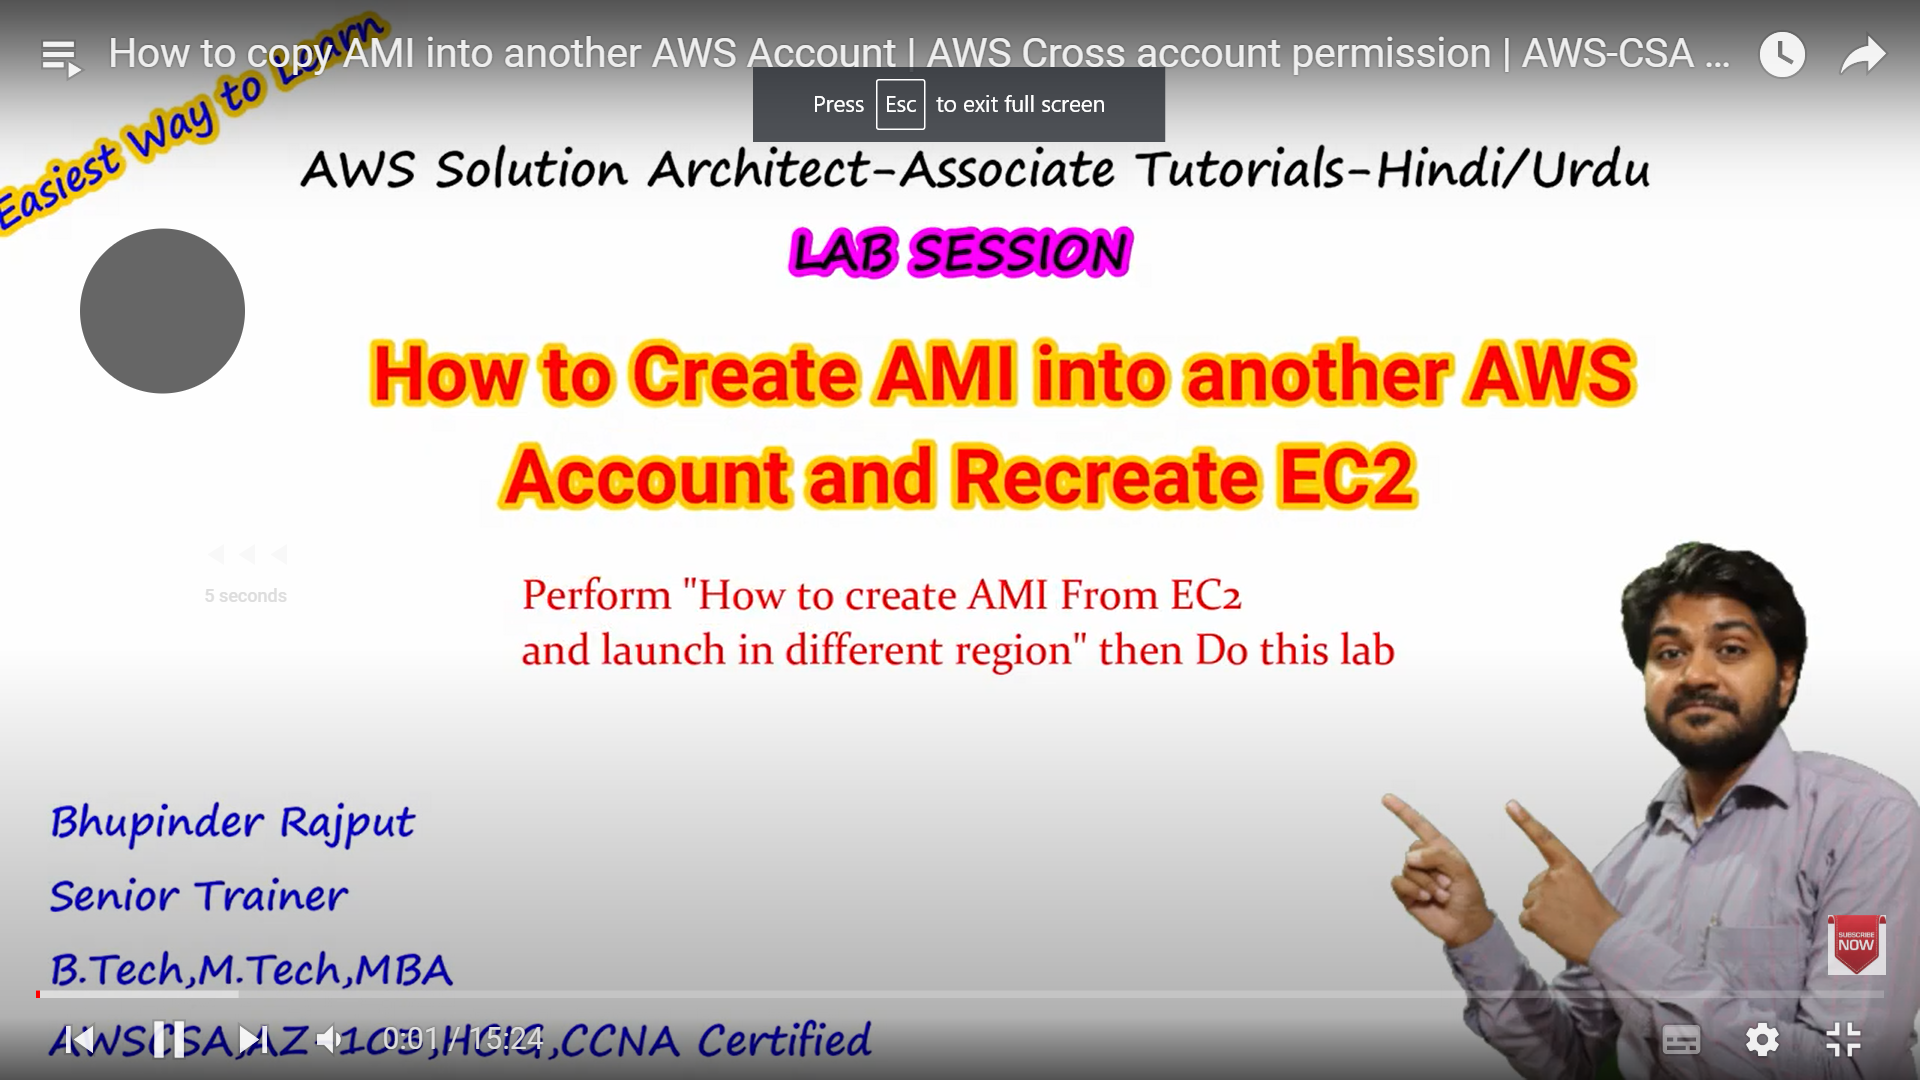 How to copy AMI into another AWS Account | AWS Cross account permission | AWS-CSA ...
Press Esc to exit full screen
Easiest Way to Learn
AWS Solution Architect-Associate Tutorials-Hindi/Urdu
LAB SESSION
How to Create AMI into another AWS
Account and Recreate EC2
5 seconds
Perform "How to create AMI From EC2
and launch in different region" then Do this lab
Bhupinder Rajput
Senior Trainer
B.Tech,M.Tech,MBA
SUBSCRIBE
NOW
AWSCSA,AZ-103, ,CCNA Certified
0:01 / 15:24